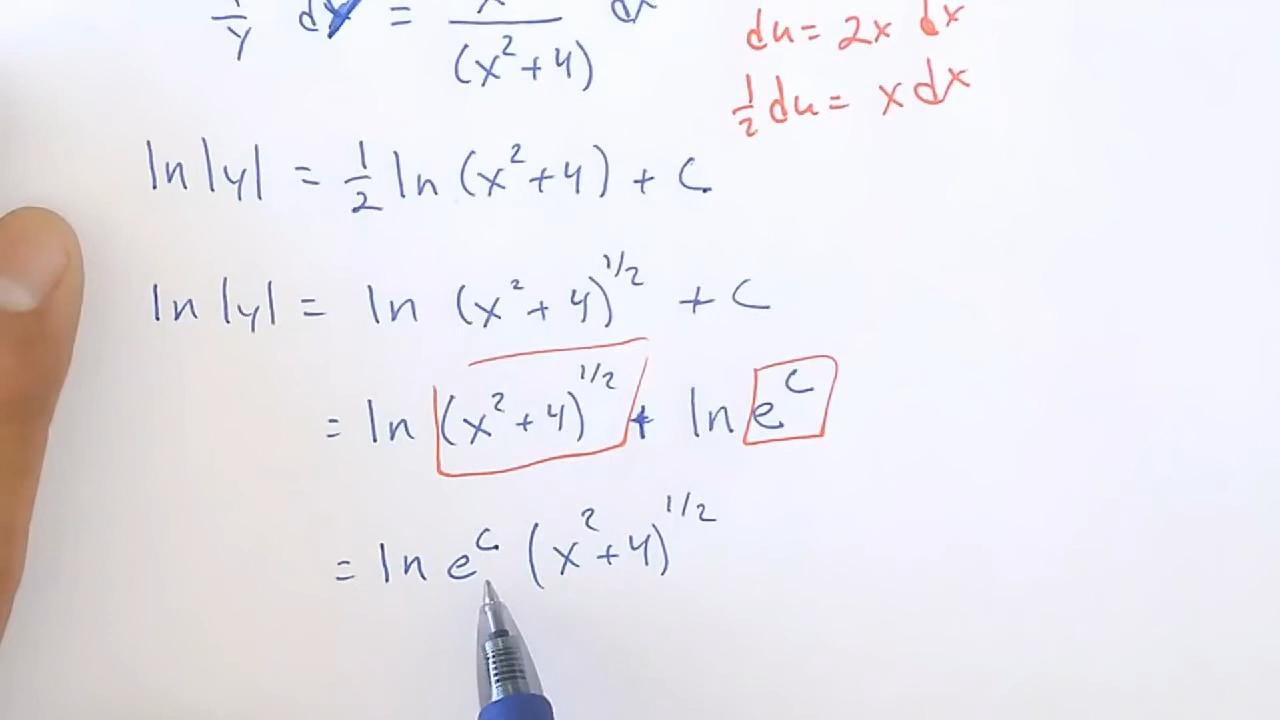 1/y dy = x/(x²+4) dx
du = 2x dx
½ du = x dx
ln |y| = ½ ln (x²+4) + C
ln |y| = ln (x²+4)^1/2 + C
= ln (x²+4)^1/2 + ln e^C
= ln e^C (x²+4)^1/2